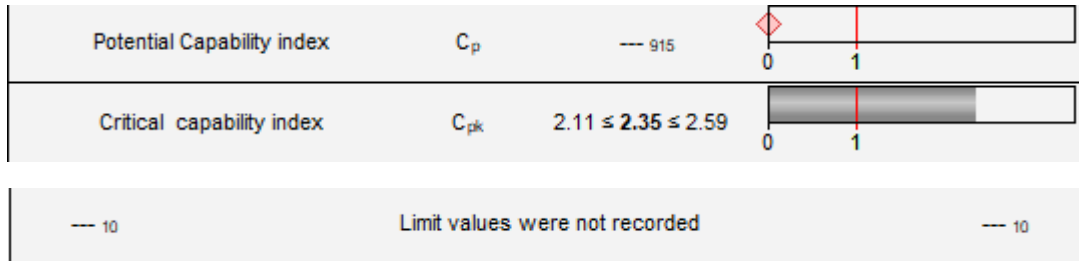 Potential Capability index Cp --- 915
0 1
Critical capability index Cpk 2.11 ≤ 2.35 ≤ 2.59
0 1
--- 10 Limit values were not recorded --- 10